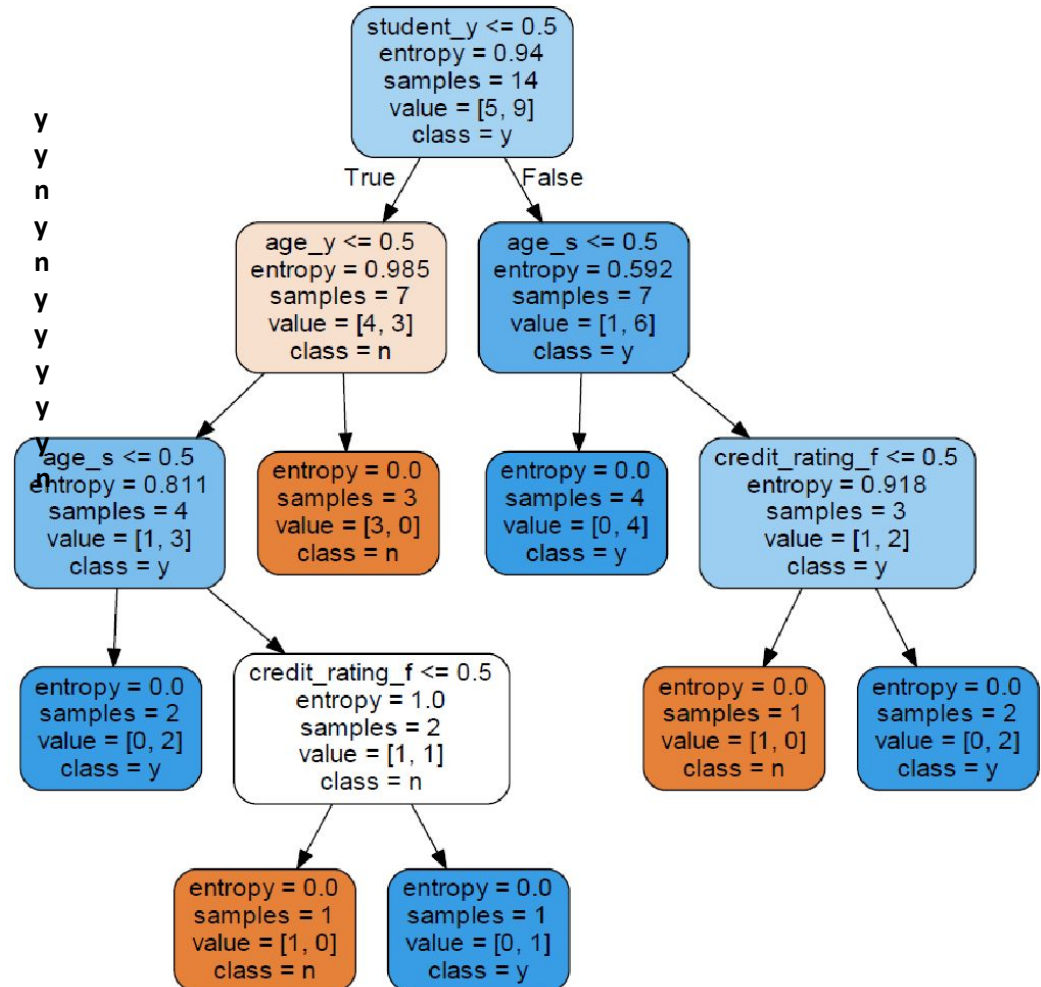 student_y <= 0.5
entropy = 0.94
samples = 14
value = [5, 9]
class = y
y
y
n
y
n
y
y
y
y
y
n
True
False
age_y <= 0.5
entropy = 0.985
samples = 7
value = [4, 3]
class = n
age_s <= 0.5
entropy = 0.592
samples = 7
value = [1, 6]
class = y
age_s <= 0.5
entropy = 0.811
samples = 4
value = [1, 3]
class = y
entropy = 0.0
samples = 3
value = [3, 0]
class = n
entropy = 0.0
samples = 4
value = [0, 4]
class = y
credit_rating_f <= 0.5
entropy = 0.918
samples = 3
value = [1, 2]
class = y
entropy = 0.0
samples = 2
value = [0, 2]
class = y
credit_rating_f <= 0.5
entropy = 1.0
samples = 2
value = [1, 1]
class = n
entropy = 0.0
samples = 1
value = [1, 0]
class = n
entropy = 0.0
samples = 2
value = [0, 2]
class = y
entropy = 0.0
samples = 1
value = [1, 0]
class = n
entropy = 0.0
samples = 1
value = [0, 1]
class = y